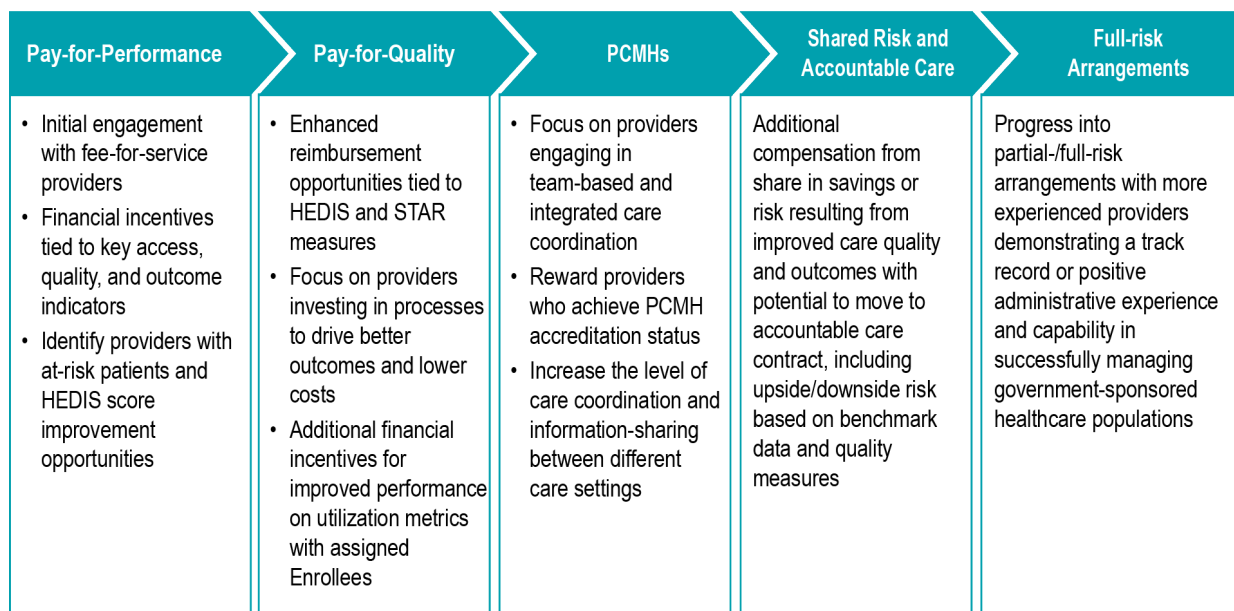 Pay-for-Performance
Pay-for-Quality
PCMHs
Shared Risk and
Accountable Care
Full-risk
Arrangements
• Initial engagement
with fee-for-service
providers
• Financial incentives
tied to key access,
quality, and outcome
indicators
• Identify providers with
at-risk patients and
HEDIS score
improvement
opportunities
• Enhanced
reimbursement
opportunities tied to
HEDIS and STAR
measures
• Focus on providers
investing in processes
to drive better
outcomes and lower
costs
• Additional financial
incentives for
improved performance
on utilization metrics
with assigned
Enrollees
• Focus on providers
engaging in
team-based and
integrated care
coordination
• Reward providers
who achieve PCMH
accreditation status
• Increase the level of
care coordination and
information-sharing
between different
care settings
Additional
compensation from
share in savings or
risk resulting from
improved care quality
and outcomes with
potential to move to
accountable care
contract, including
upside/downside risk
based on benchmark
data and quality
measures
Progress into
partial-/full-risk
arrangements with more
experienced providers
demonstrating a track
record or positive
administrative experience
and capability in
successfully managing
government-sponsored
healthcare populations